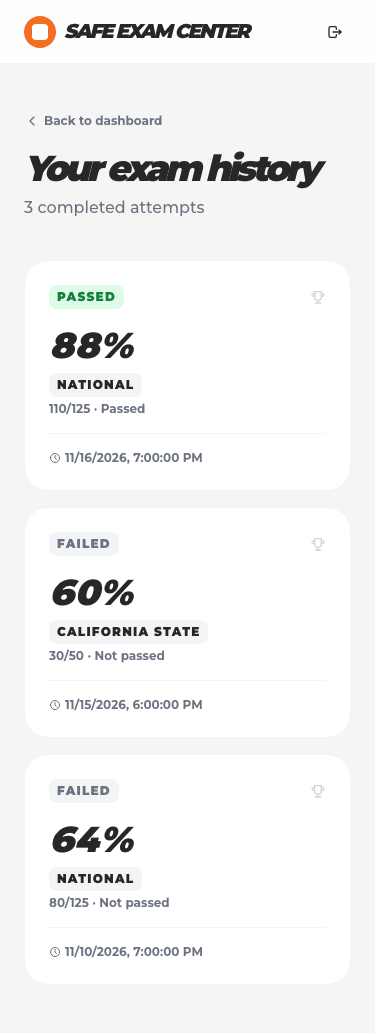 SAFE EXAM CENTER
Back to dashboard
Your exam history
3 completed attempts
PASSED
88%
NATIONAL
110/125 · Passed
11/16/2026, 7:00:00 PM
FAILED
60%
CALIFORNIA STATE
30/50 · Not passed
11/15/2026, 6:00:00 PM
FAILED
64%
NATIONAL
80/125 · Not passed
11/10/2026, 7:00:00 PM